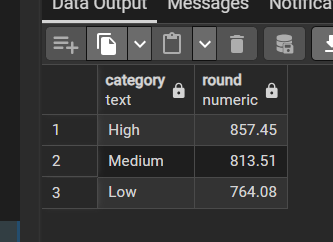 Data Output Messages Notifica
category round
text numeric
1 High 857.45
2 Medium 813.51
3 Low 764.08